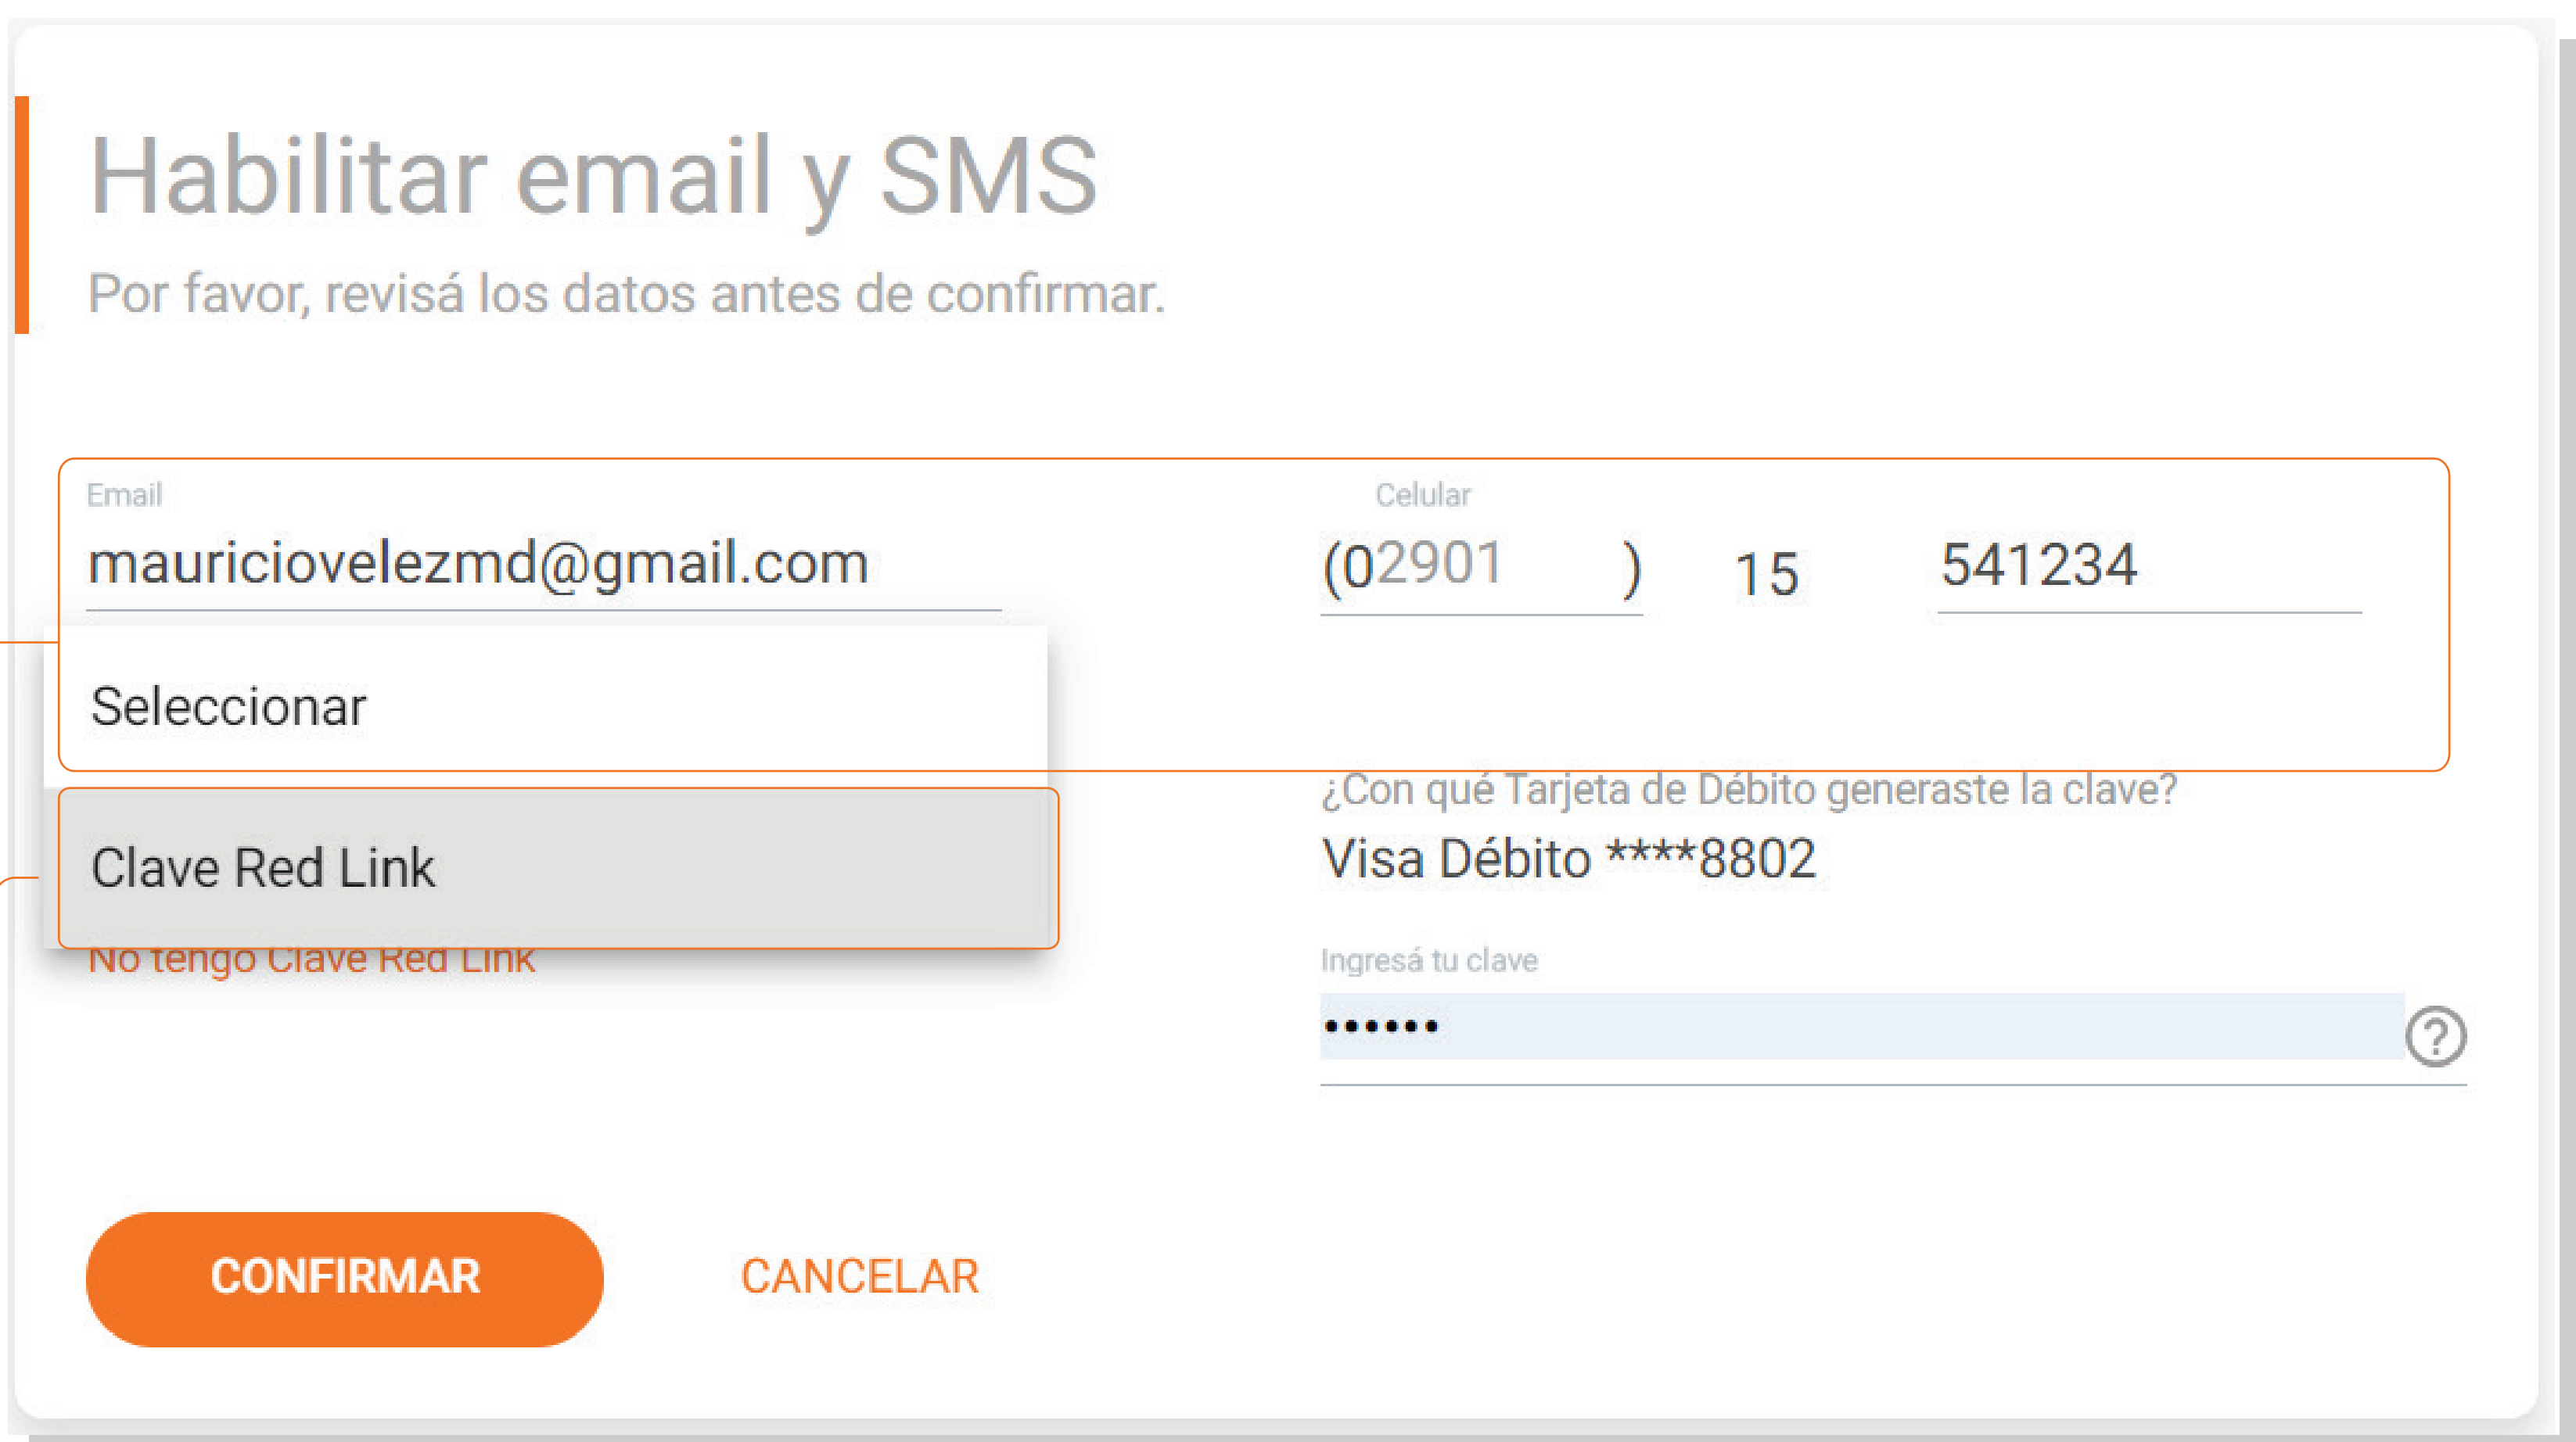 Habilitar email y SMS
Por favor, revisá los datos antes de confirmar.
Email
mauriciovelezmd@gmail.com
Celular
(02901 ) 15 541234
Seleccionar
Clave Red Link
No tengo Clave Red Link
¿Con qué Tarjeta de Débito generaste la clave?
Visa Débito ****8802
Ingresá tu clave
••••••
?
CONFIRMAR CANCELAR